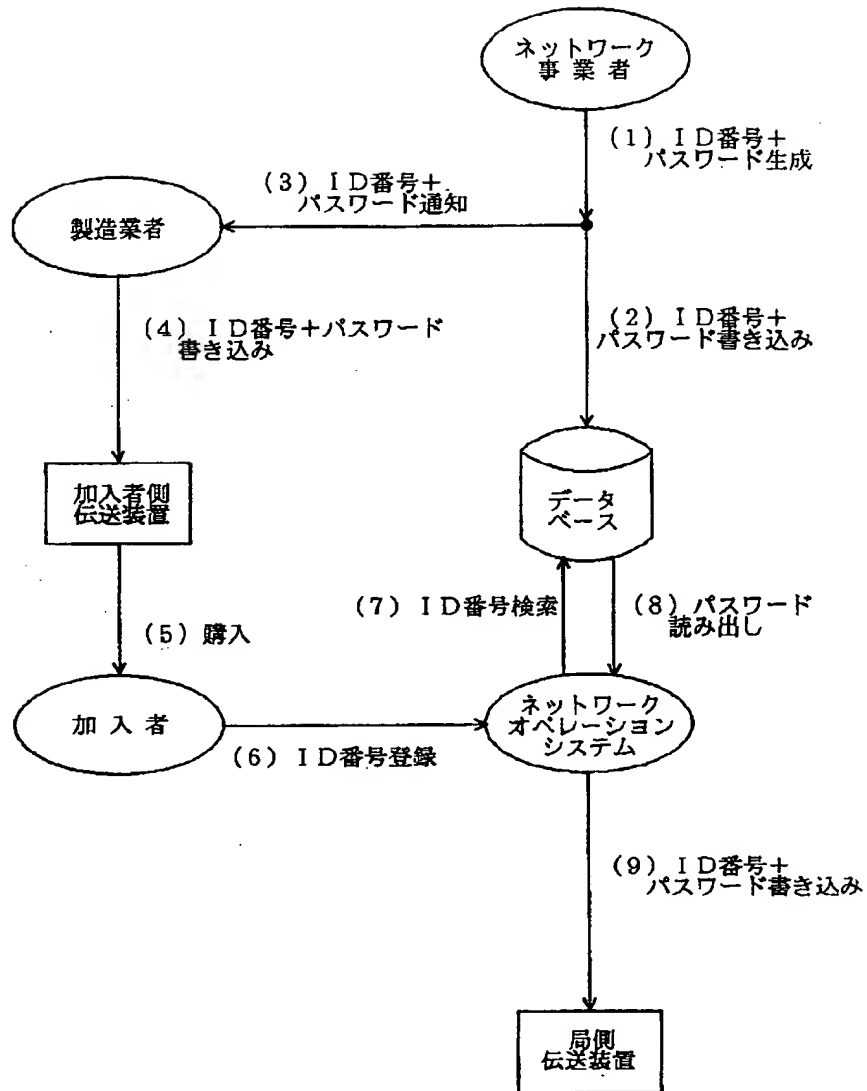 ネットワーク
事業者
(1) ID番号+
パスワード生成
(3) ID番号+
パスワード通知
製造業者
(4) ID番号+パスワード
書き込み
(2) ID番号+
パスワード書き込み
加入者側
伝送装置
データ
ベース
(5) 購入
(7) ID番号検索
(8) パスワード
読み出し
加入者
(6) ID番号登録
ネットワーク
オペレーション
システム
(9) ID番号+
パスワード書き込み
局側
伝送装置